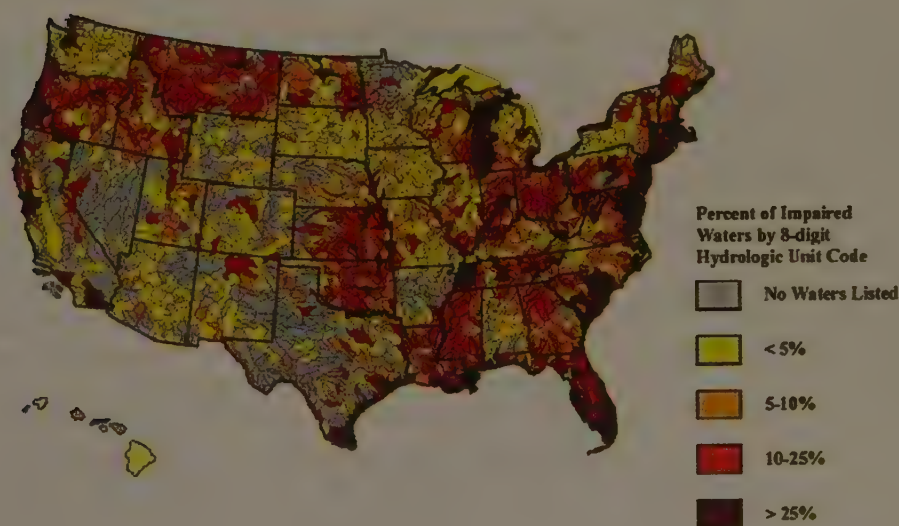 Percent of Impaired
Waters by 8-digit
Hydrologic Unit Code
No Waters Listed
< 5%
5-10%
10-25%
> 25%